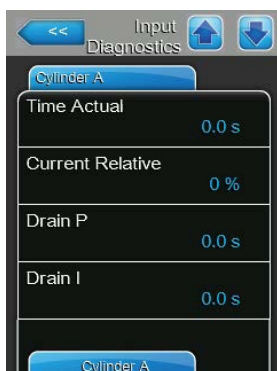 << Input
Diagnostics
Cylinder A
Time Actual
0.0 s
Current Relative
0 %
Drain P
0.0 s
Drain I
0.0 s
Cylinder A